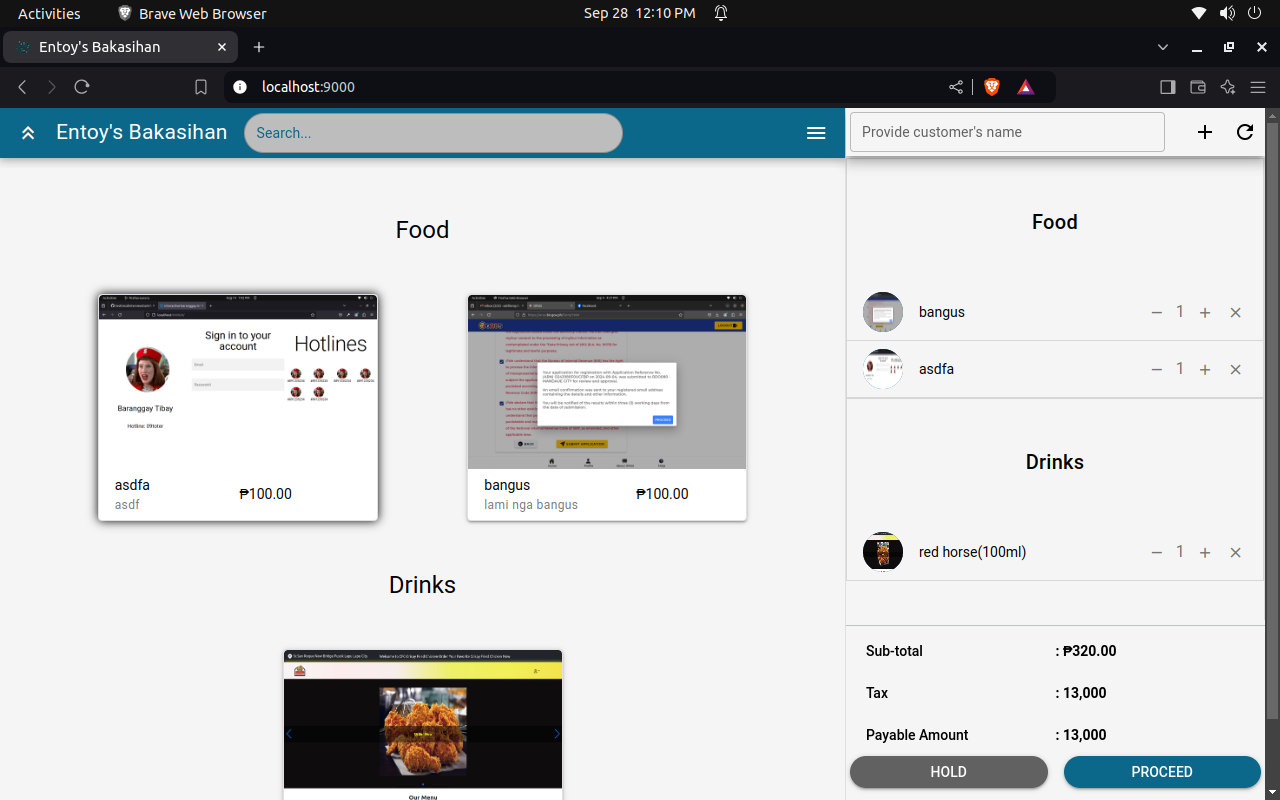 Activities
Brave Web Browser
Sep 28 12:10 PM
Entoy's Bakasihan
localhost:9000
Entoy's Bakasihan
Search...
Provide customer's name
Food
Sign in to your account
Hotlines
Email
Password
Baranggay Tibay
asdfa
asdf
₱100.00
bangus
lami nga bangus
₱100.00
Drinks
Our Menu
Food
bangus
1
asdfa
1
Drinks
red horse(100ml)
1
Sub-total : ₱320.00
Tax : 13,000
Payable Amount : 13,000
HOLD
PROCEED